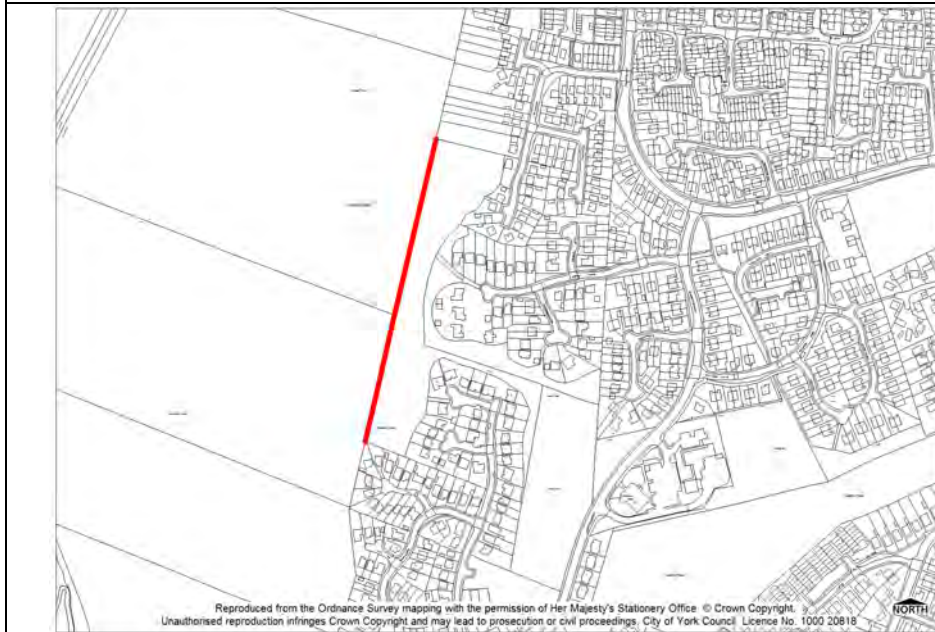 Reproduced from the Ordnance Survey mapping with the permission of Her Majesty's Stationery Office © Crown Copyright.
Unauthorised reproduction infringes Crown Copyright and may lead to prosecution or civil proceedings. City of York Council Licence No. 1000 20818
NORTH